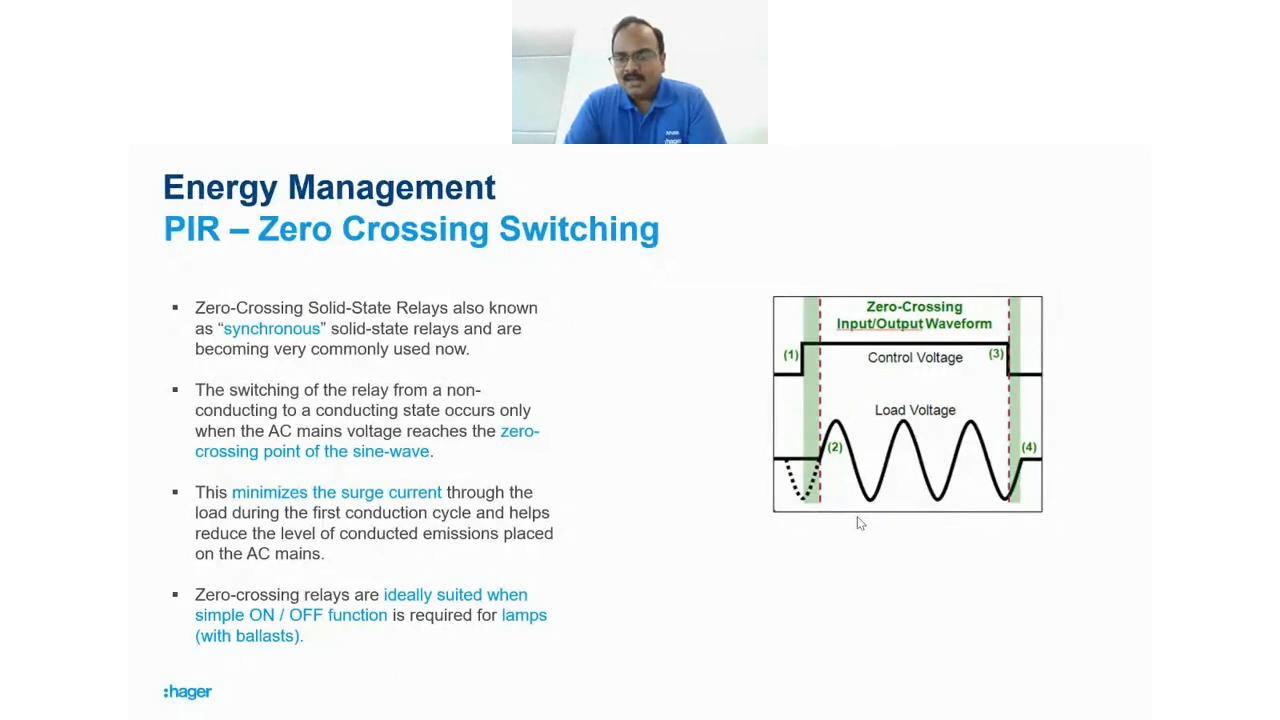 :hager
Energy Management
PIR – Zero Crossing Switching
▪ Zero-Crossing Solid-State Relays also known
as “synchronous” solid-state relays and are
becoming very commonly used now.
▪ The switching of the relay from a non-
conducting to a conducting state occurs only
when the AC mains voltage reaches the zero-
crossing point of the sine-wave.
▪ This minimizes the surge current through the
load during the first conduction cycle and helps
reduce the level of conducted emissions placed
on the AC mains.
▪ Zero-crossing relays are ideally suited when
simple ON / OFF function is required for lamps
(with ballasts).
Zero-Crossing
Input/Output Waveform
(1)
Control Voltage
(3)
Load Voltage
(2)
(4)
:hager